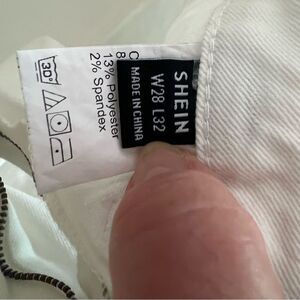 SHEIN
W28 L32
MADE IN CHINA
13% Polyester
2% Spandex
30°